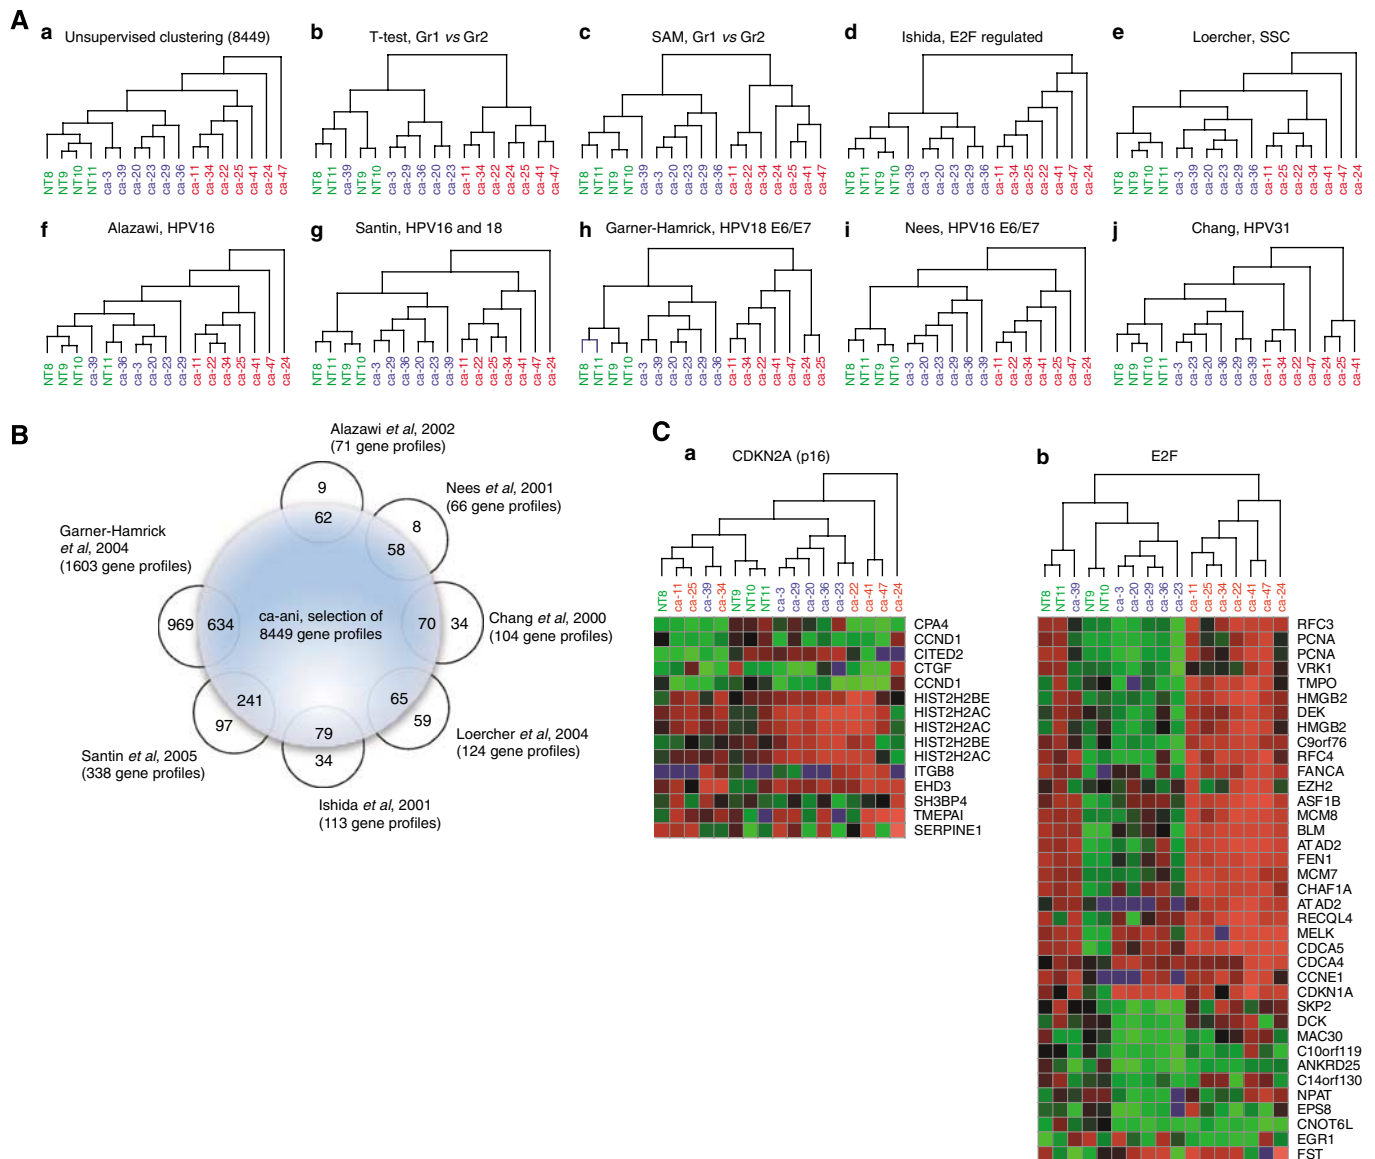 A
a Unsupervised clustering (8449)
NT8 NT9 NT10 NT11 ca-3 ca-39 ca-20 ca-23 ca-29 ca-36 ca-11 ca-34 ca-22 ca-25 ca-41 ca-24 ca-47
b T-test, Gr1 vs Gr2
NT8 NT11 ca-39 NT9 NT10 ca-3 ca-29 ca-36 ca-20 ca-23 ca-11 ca-34 ca-22 ca-24 ca-25 ca-41 ca-47
c SAM, Gr1 vs Gr2
NT8 NT11 NT9 NT10 ca-39 ca-3 ca-20 ca-23 ca-29 ca-36 ca-11 ca-22 ca-34 ca-24 ca-25 ca-41 ca-47
d Ishida, E2F regulated
NT8 NT11 NT9 NT10 ca-39 ca-3 ca-23 ca-20 ca-29 ca-36 ca-11 ca-34 ca-25 ca-22 ca-41 ca-47 ca-24
e Loercher, SSC
NT8 NT9 NT10 NT11 ca-3 ca-39 ca-20 ca-23 ca-29 ca-36 ca-11 ca-25 ca-22 ca-34 ca-41 ca-47 ca-24
f Alazawi, HPV16
NT8 NT9 NT10 ca-39 NT11 ca-36 ca-3 ca-20 ca-23 ca-29 ca-11 ca-22 ca-34 ca-25 ca-41 ca-47 ca-24
g Santin, HPV16 and 18
NT8 NT11 NT9 NT10 ca-3 ca-29 ca-36 ca-20 ca-23 ca-39 ca-11 ca-22 ca-25 ca-34 ca-41 ca-47 ca-24
h Garner-Hamrick, HPV18 E6/E7
NT8 NT11 NT9 NT10 ca-3 ca-39 ca-20 ca-23 ca-29 ca-36 ca-11 ca-34 ca-22 ca-41 ca-47 ca-24 ca-25
i Nees, HPV16 E6/E7
NT8 NT11 NT9 NT10 ca-3 ca-20 ca-23 ca-29 ca-36 ca-39 ca-11 ca-22 ca-34 ca-41 ca-25 ca-47 ca-24
j Chang, HPV31
NT8 NT9 NT10 NT11 ca-3 ca-23 ca-20 ca-36 ca-29 ca-39 ca-11 ca-34 ca-22 ca-47 ca-24 ca-25 ca-41
B
Alazawi et al, 2002
(71 gene profiles)
9
62
Nees et al, 2001
(66 gene profiles)
8
58
Garner-Hamrick
et al, 2004
(1603 gene profiles)
969 634
ca-ani, selection of
8449 gene profiles
70 34
Chang et al, 2000
(104 gene profiles)
241
97
Santin et al, 2005
(338 gene profiles)
79
34
Ishida et al, 2001
(113 gene profiles)
65
59
Loercher et al, 2004
(124 gene profiles)
C
a CDKN2A (p16)
NT8 ca-11 ca-25 ca-39 ca-34 NT9 NT10 NT11 ca-3 ca-29 ca-20 ca-36 ca-23 ca-22 ca-41 ca-47 ca-24
CPA4
CCND1
CITED2
CTGF
CCND1
HIST2H2BE
HIST2H2AC
HIST2H2AC
HIST2H2BE
HIST2H2AC
ITGB8
EHD3
SH3BP4
TMEPAI
SERPINE1
b E2F
NT8 NT11 ca-39 NT9 NT10 ca-3 ca-20 ca-29 ca-36 ca-23 ca-11 ca-25 ca-34 ca-22 ca-41 ca-47 ca-24
RFC3
PCNA
PCNA
VRK1
TMPO
HMGB2
DEK
HMGB2
C9orf76
RFC4
FANCA
EZH2
ASF1B
MCM8
BLM
ATAD2
FEN1
MCM7
CHAF1A
ATAD2
RECQL4
MELK
CDCA5
CDCA4
CCNE1
CDKN1A
SKP2
DCK
MAC30
C10orf119
ANKRD25
C14orf130
NPAT
EPS8
CNOT6L
EGR1
FST